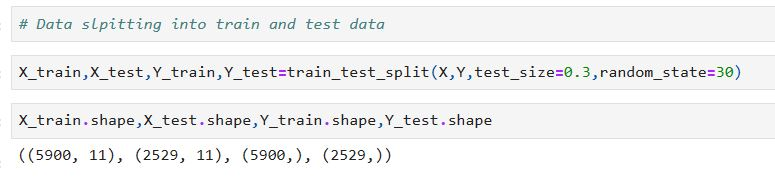 # Data slpitting into train and test data
X_train,X_test,Y_train,Y_test=train_test_split(X,Y,test_size=0.3,random_state=30)
X_train.shape,X_test.shape,Y_train.shape,Y_test.shape
((5900, 11), (2529, 11), (5900,), (2529,))